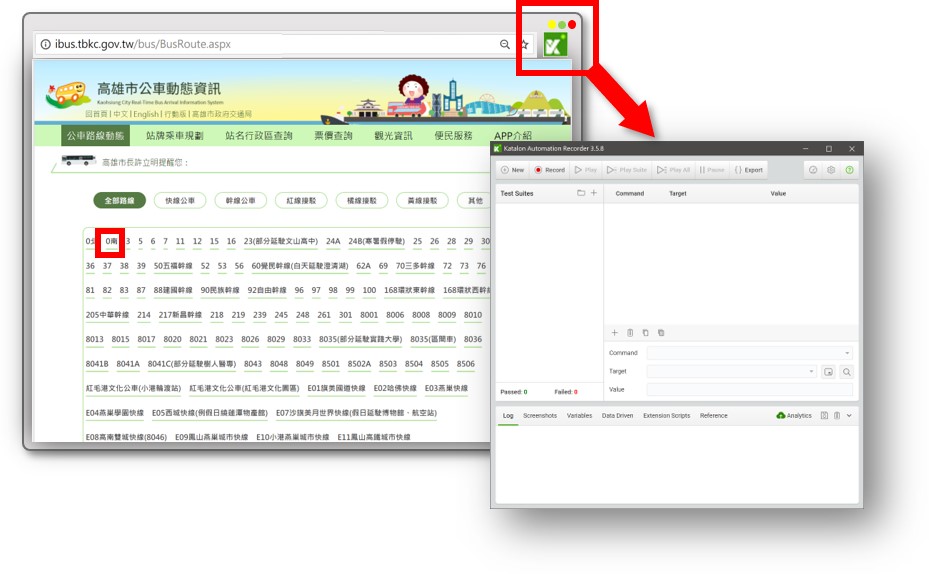 ibus.tbkc.gov.tw/bus/BusRoute.aspx
高雄市公車動態資訊
Kaohsiung City Real Time Bus Arrival Information System
回首頁 | 中文 | English | 行動版 | 高雄市政府交通局
公車路線動態 站牌乘車規劃 站名行政區查詢 票價查詢 觀光資訊 便民服務 APP介紹
高雄市長許立明提醒您：
全部路線 快線公車 幹線公車 紅線接駁 橘線接駁 黃線接駁 其他
0南 3 5 6 7 11 12 15 16 23(部分延駛文山高中) 24A 24B(寒暑假停駛) 25 26 28 29 30
36 37 38 39 50五福幹線 52 53 56 60覺民幹線(白天延駛澄清湖) 62A 69 70三多幹線 72 73 76
81 82 83 87 88建國幹線 90民族幹線 92自由幹線 96 97 98 99 100 168環狀東幹線 168環狀西幹線
205中華幹線 214 217新昌幹線 218 219 239 245 248 261 301 8001 8006 8008 8009 8010
8013 8015 8017 8020 8021 8023 8026 8029 8033 8035(部分延駛實踐大學) 8035(區間車) 8036
8041B 8041A 8041C(部分延駛樹人醫專) 8043 8048 8049 8501 8502A 8503 8504 8505 8506
紅毛港文化公車(小港輪渡站) 紅毛港文化公車(紅毛港文化園區) E01旗美國道快線 E02哈佛快線 E03燕巢快線
E04燕巢學園快線 E05西城快線(例假日繞蓮潭物產館) E07沙旗美月世界快線(假日延駛博物館、航空站)
E08高南雙城快線(8046) E09鳳山燕巢城市快線 E10小港燕巢城市快線 E11鳳山高鐵城市快線
Katalon Automation Recorder 3.5.8
New Record Play Play Suite Play All Pause Export
Test Suites Command Target Value
Command
Target
Value
Passed: 0 Failed: 0
Log Screenshots Variables Data Driven Extension Scripts Reference Analytics